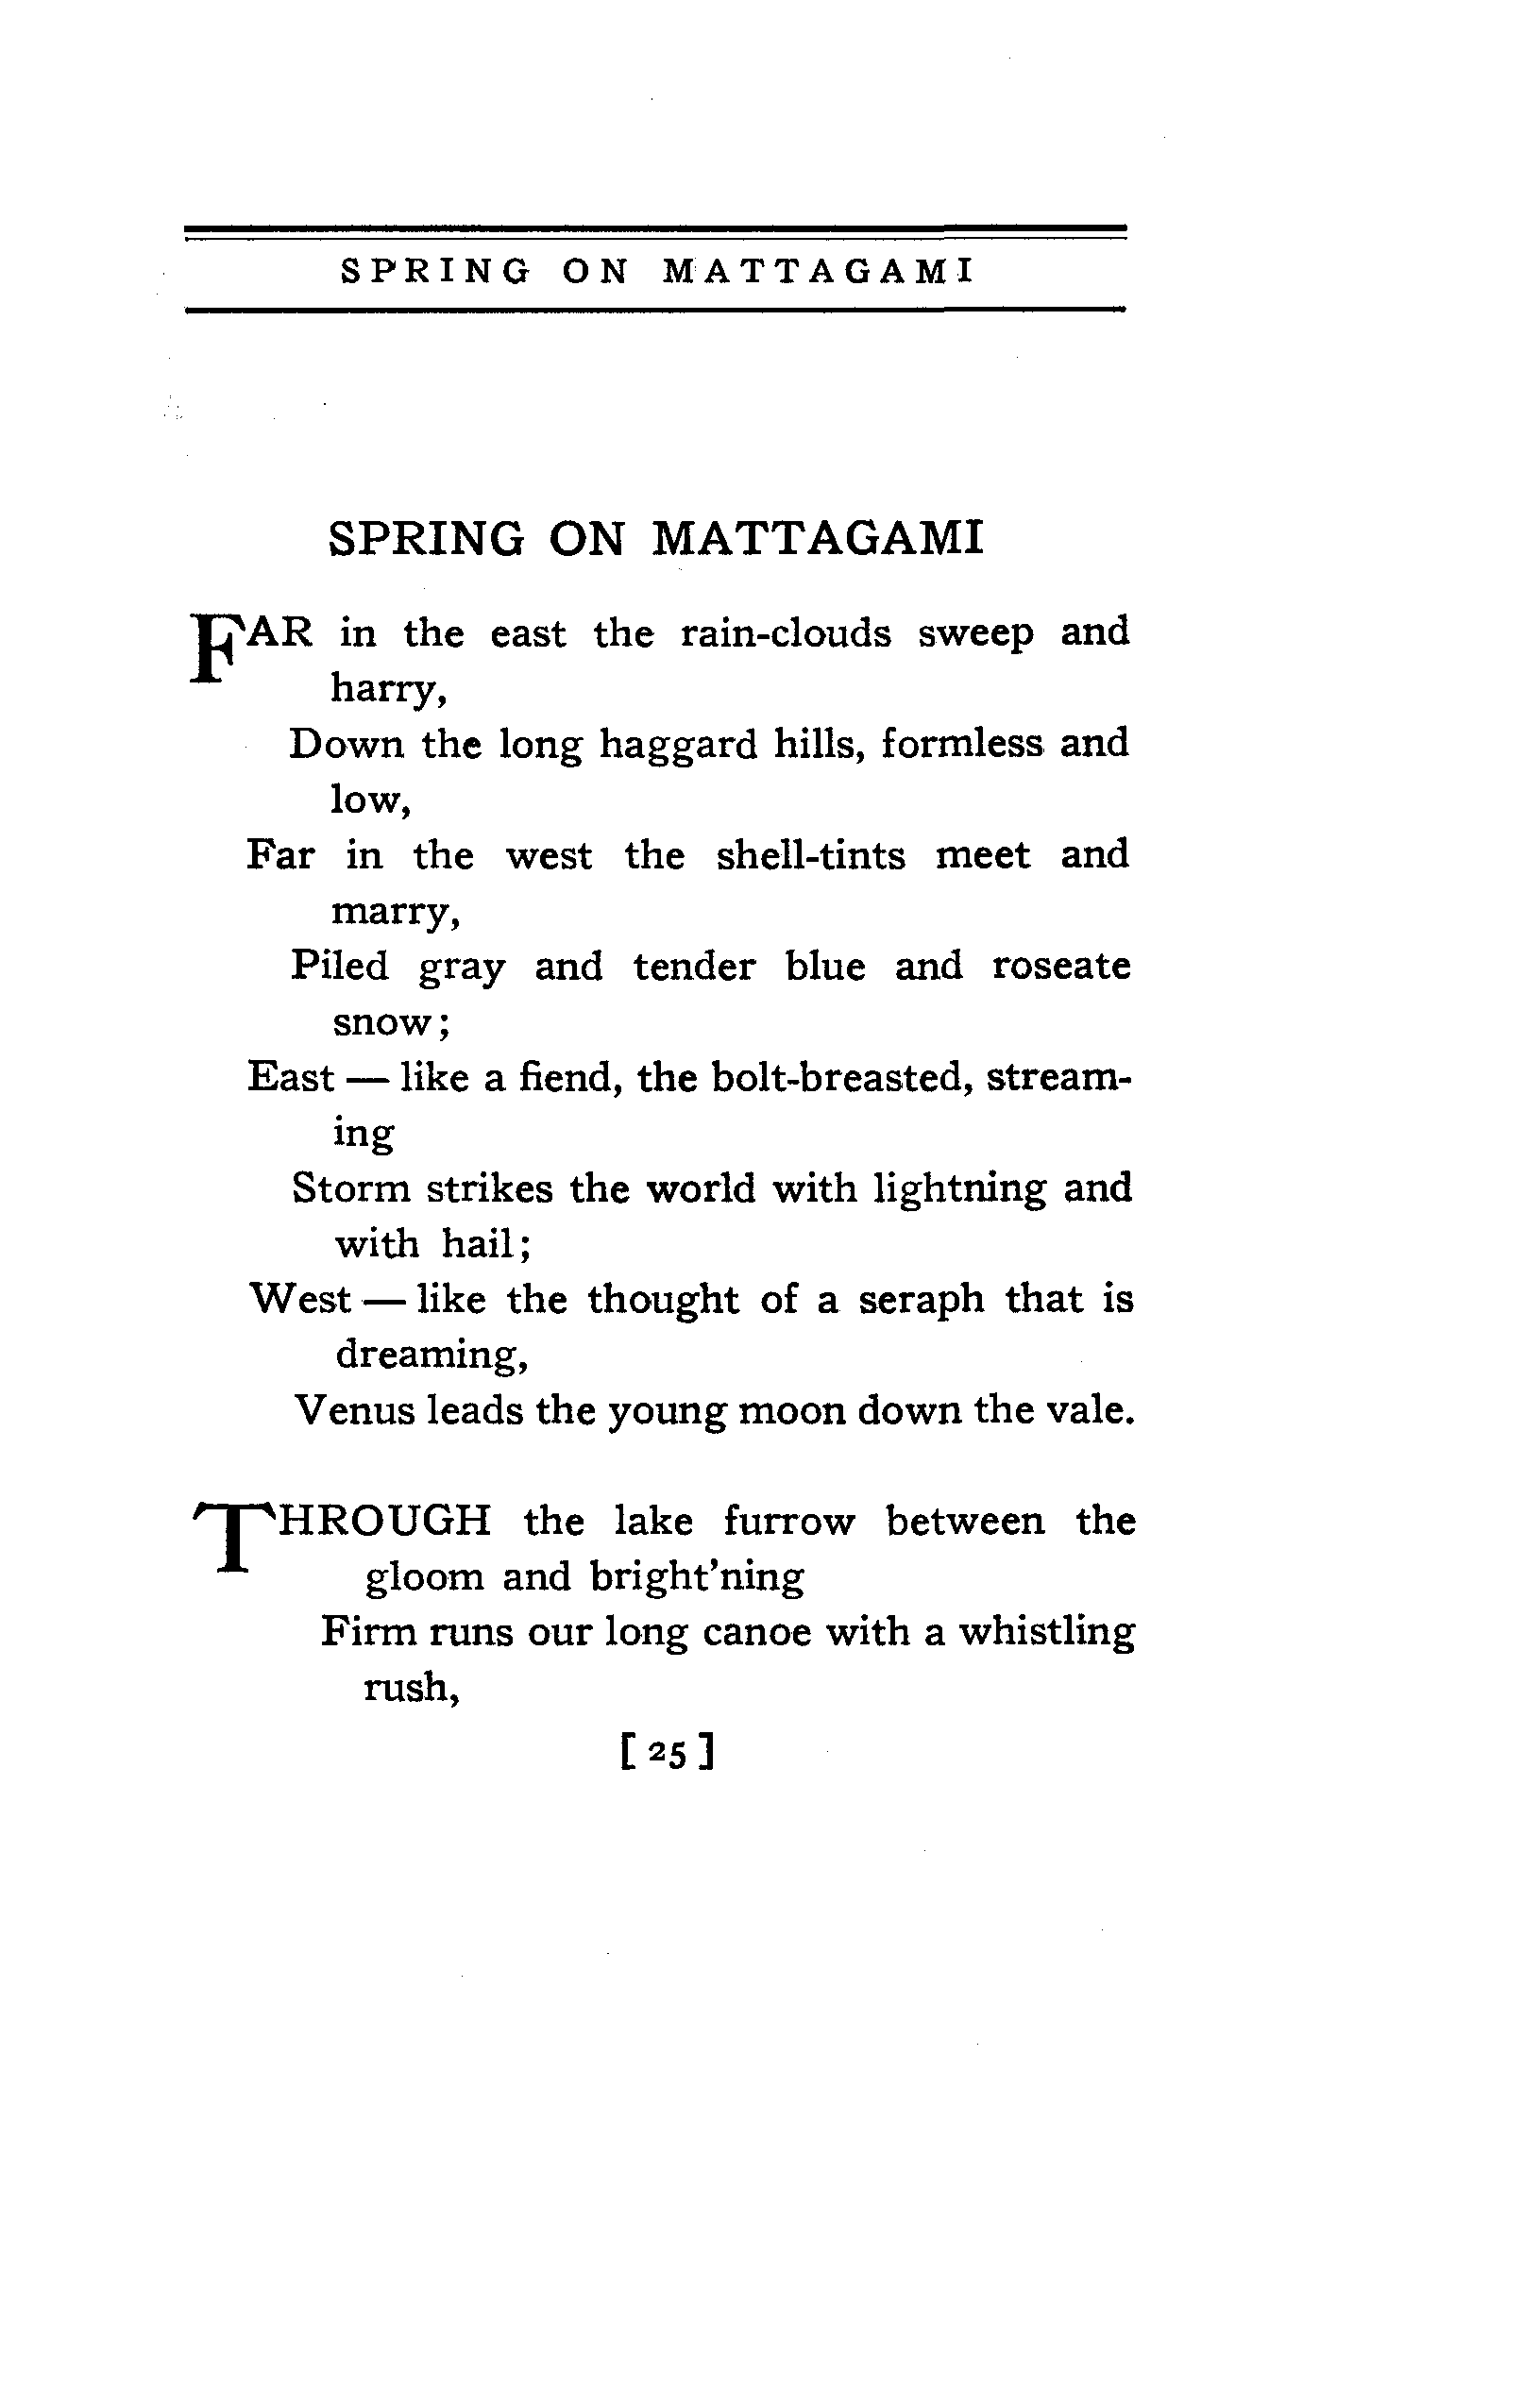 SPRING ON MATTAGAMI
SPRING ON MATTAGAMI
FAR in the east the rain-clouds sweep and
harry,
Down the long haggard hills, formless and
low,
Far in the west the shell-tints meet and
marry,
Piled gray and tender blue and roseate
snow;
East — like a fiend, the bolt-breasted, stream-
ing
Storm strikes the world with lightning and
with hail;
West — like the thought of a seraph that is
dreaming,
Venus leads the young moon down the vale.
THROUGH the lake furrow between the
gloom and bright'ning
Firm runs our long canoe with a whistling
rush,
[25]